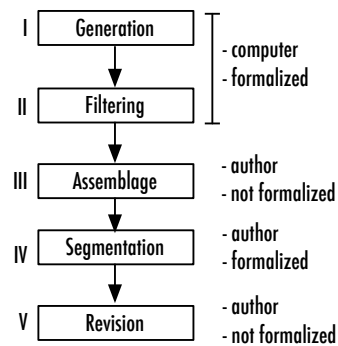 I Generation
- computer
- formalized
II Filtering
III Assemblage
- author
- not formalized
IV Segmentation
- author
- formalized
V Revision
- author
- not formalized